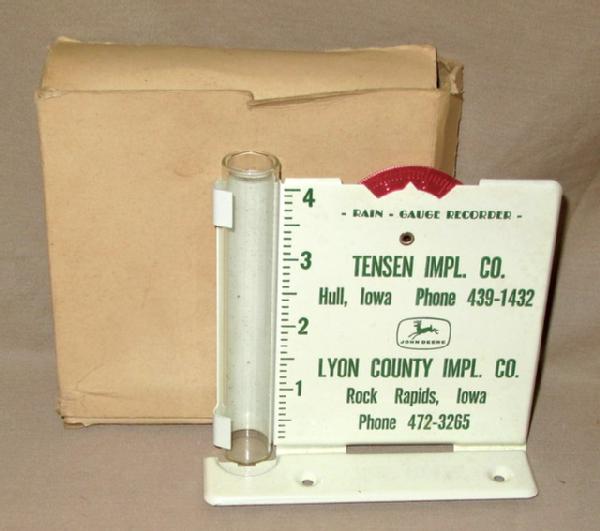 4
- RAIN - GAUGE RECORDER -
3
TENSEN IMPL. CO.
Hull, Iowa Phone 439-1432
2
JOHN DEERE
LYON COUNTY IMPL. CO.
1
Rock Rapids, Iowa
Phone 472-3265